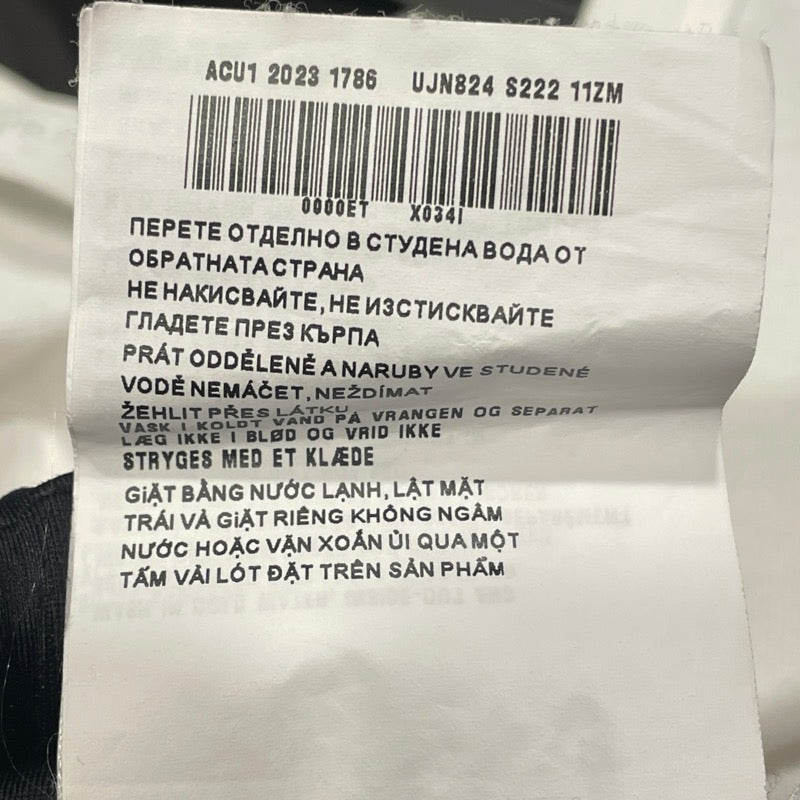 ACU1 2023 1786 UJN824 S222 11ZM
0000ET X034I
ПЕРЕТЕ ОТДЕЛНО В СТУДЕНА ВОДА ОТ
ОБРАТНАТА СТРАНА
НЕ НАКИСВАЙТЕ, НЕ ИЗСТИСКВАЙТЕ
ГЛАДЕТЕ ПРЕЗ КЪРПА
PRÁT ODDĚLENĚ A NARUBY VE STUDENÉ
VODĚ NEMÁČET, NEŽDÍMAT
ŽEHLIT PŘES LÁTKU
VASK I KOLDT VAND PÅ VRANGEN OG SEPARAT
LÆG IKKE I BLØD OG VRID IKKE
STRYGES MED ET KLÆDE
GIẶT BẰNG NƯỚC LẠNH, LẬT MẶT
TRÁI VÀ GIẶT RIÊNG KHÔNG NGÂM
NƯỚC HOẶC VẶN XOẮN ỦI QUA MỘT
TẤM VẢI LÓT ĐẶT TRÊN SẢN PHẨM